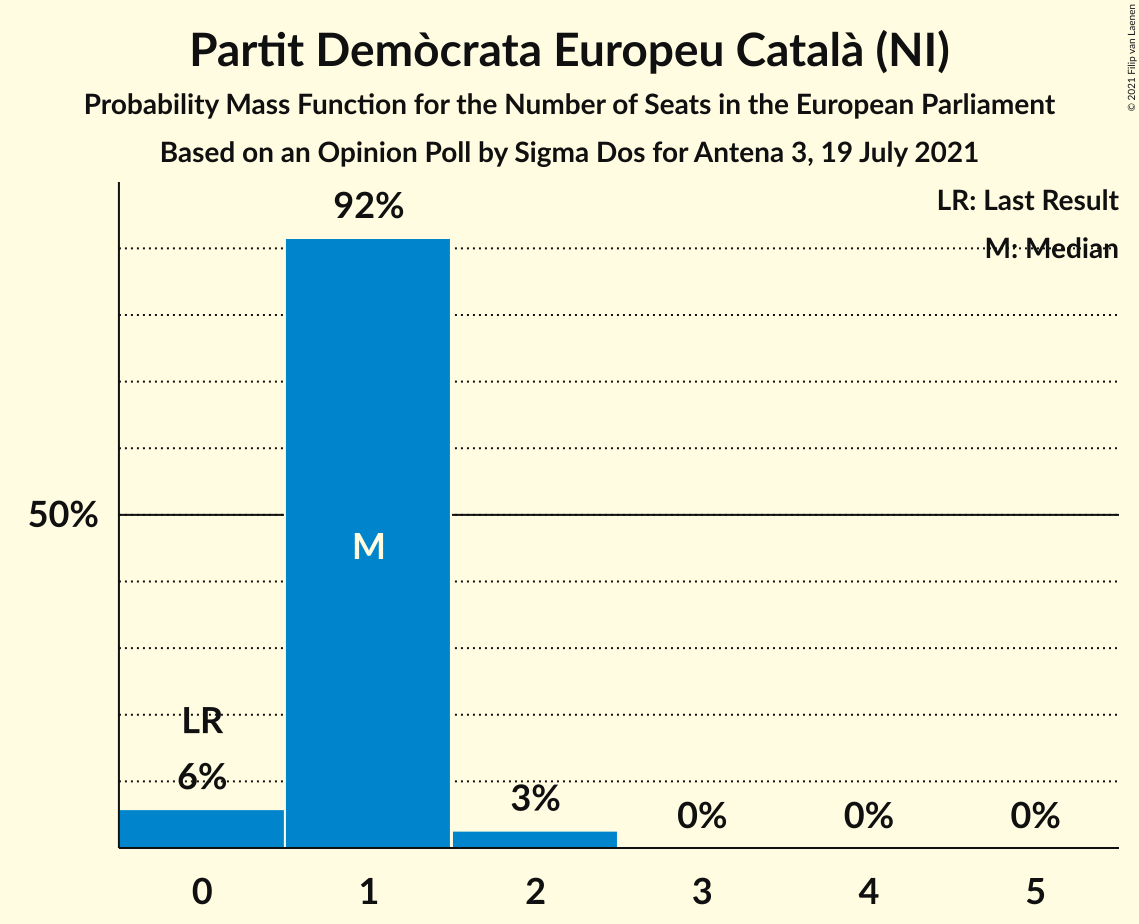 Partit Demòcrata Europeu Català (NI)
Probability Mass Function for the Number of Seats in the European Parliament
Based on an Opinion Poll by Sigma Dos for Antena 3, 19 July 2021
© 2021 Filip van Laenen
LR: Last Result
M: Median
92%
50%
M
LR
6%
3%
0%
0%
0%
0
1
2
3
4
5